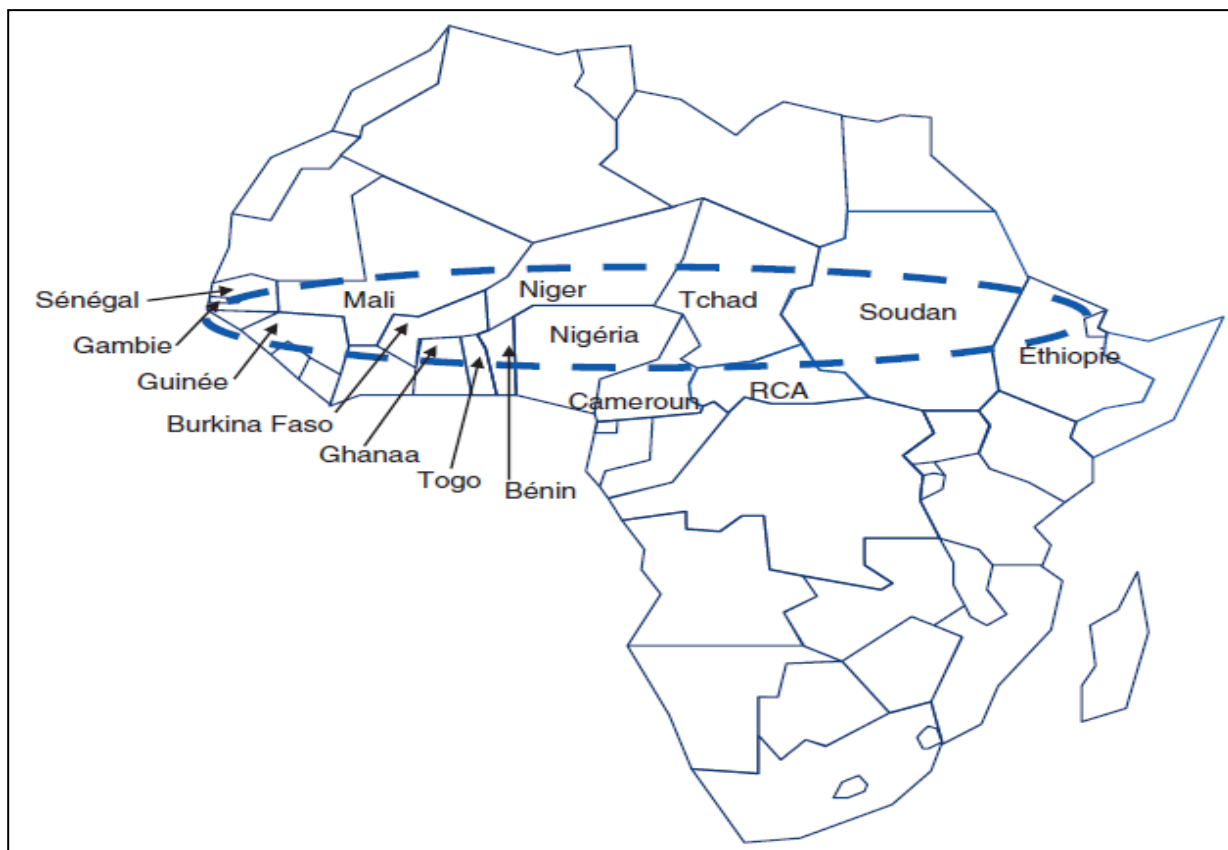 Sénégal
Mali
Niger
Tchad
Soudan
Gambie
Nigéria
Éthiopie
Guinée
RCA
Cameroun
Burkina Faso
Ghanaa
Togo
Bénin